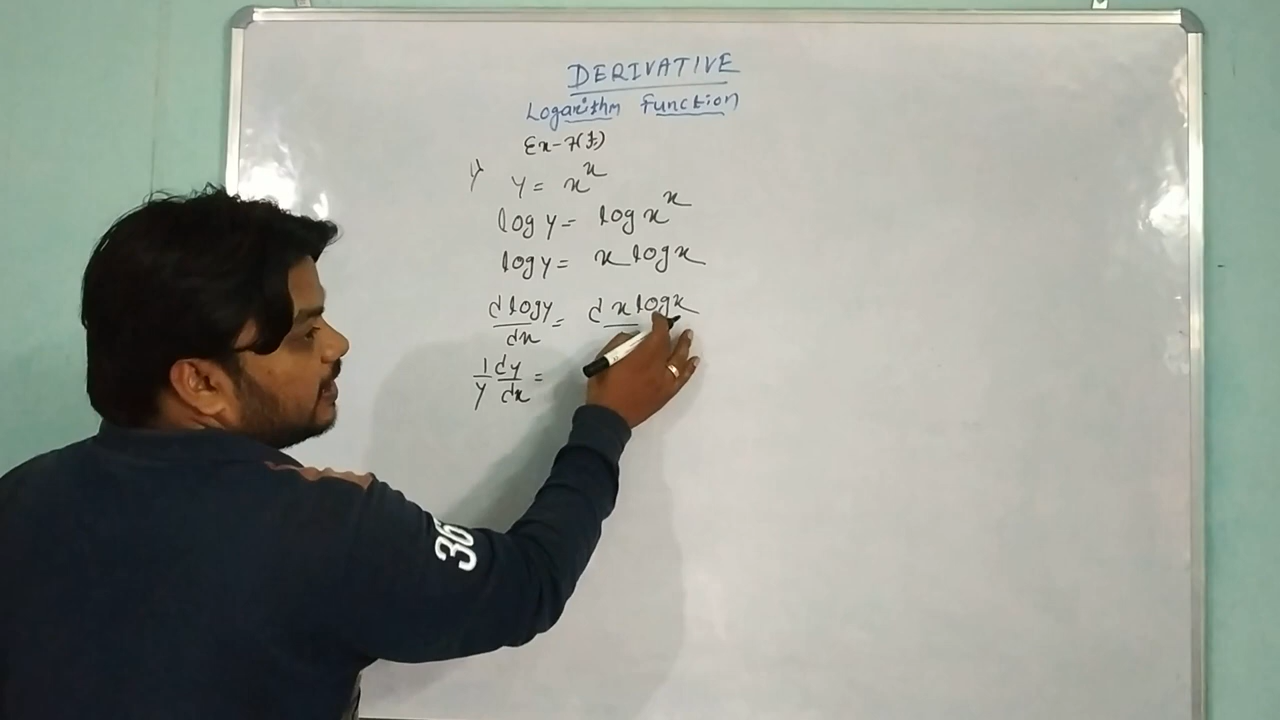 DERIVATIVE
Logarithm Function
Ex-7(f)
y = x^x
log y = log x^x
log y = x log x
d log y / dx = d x log x
1/y dy/dx =
36